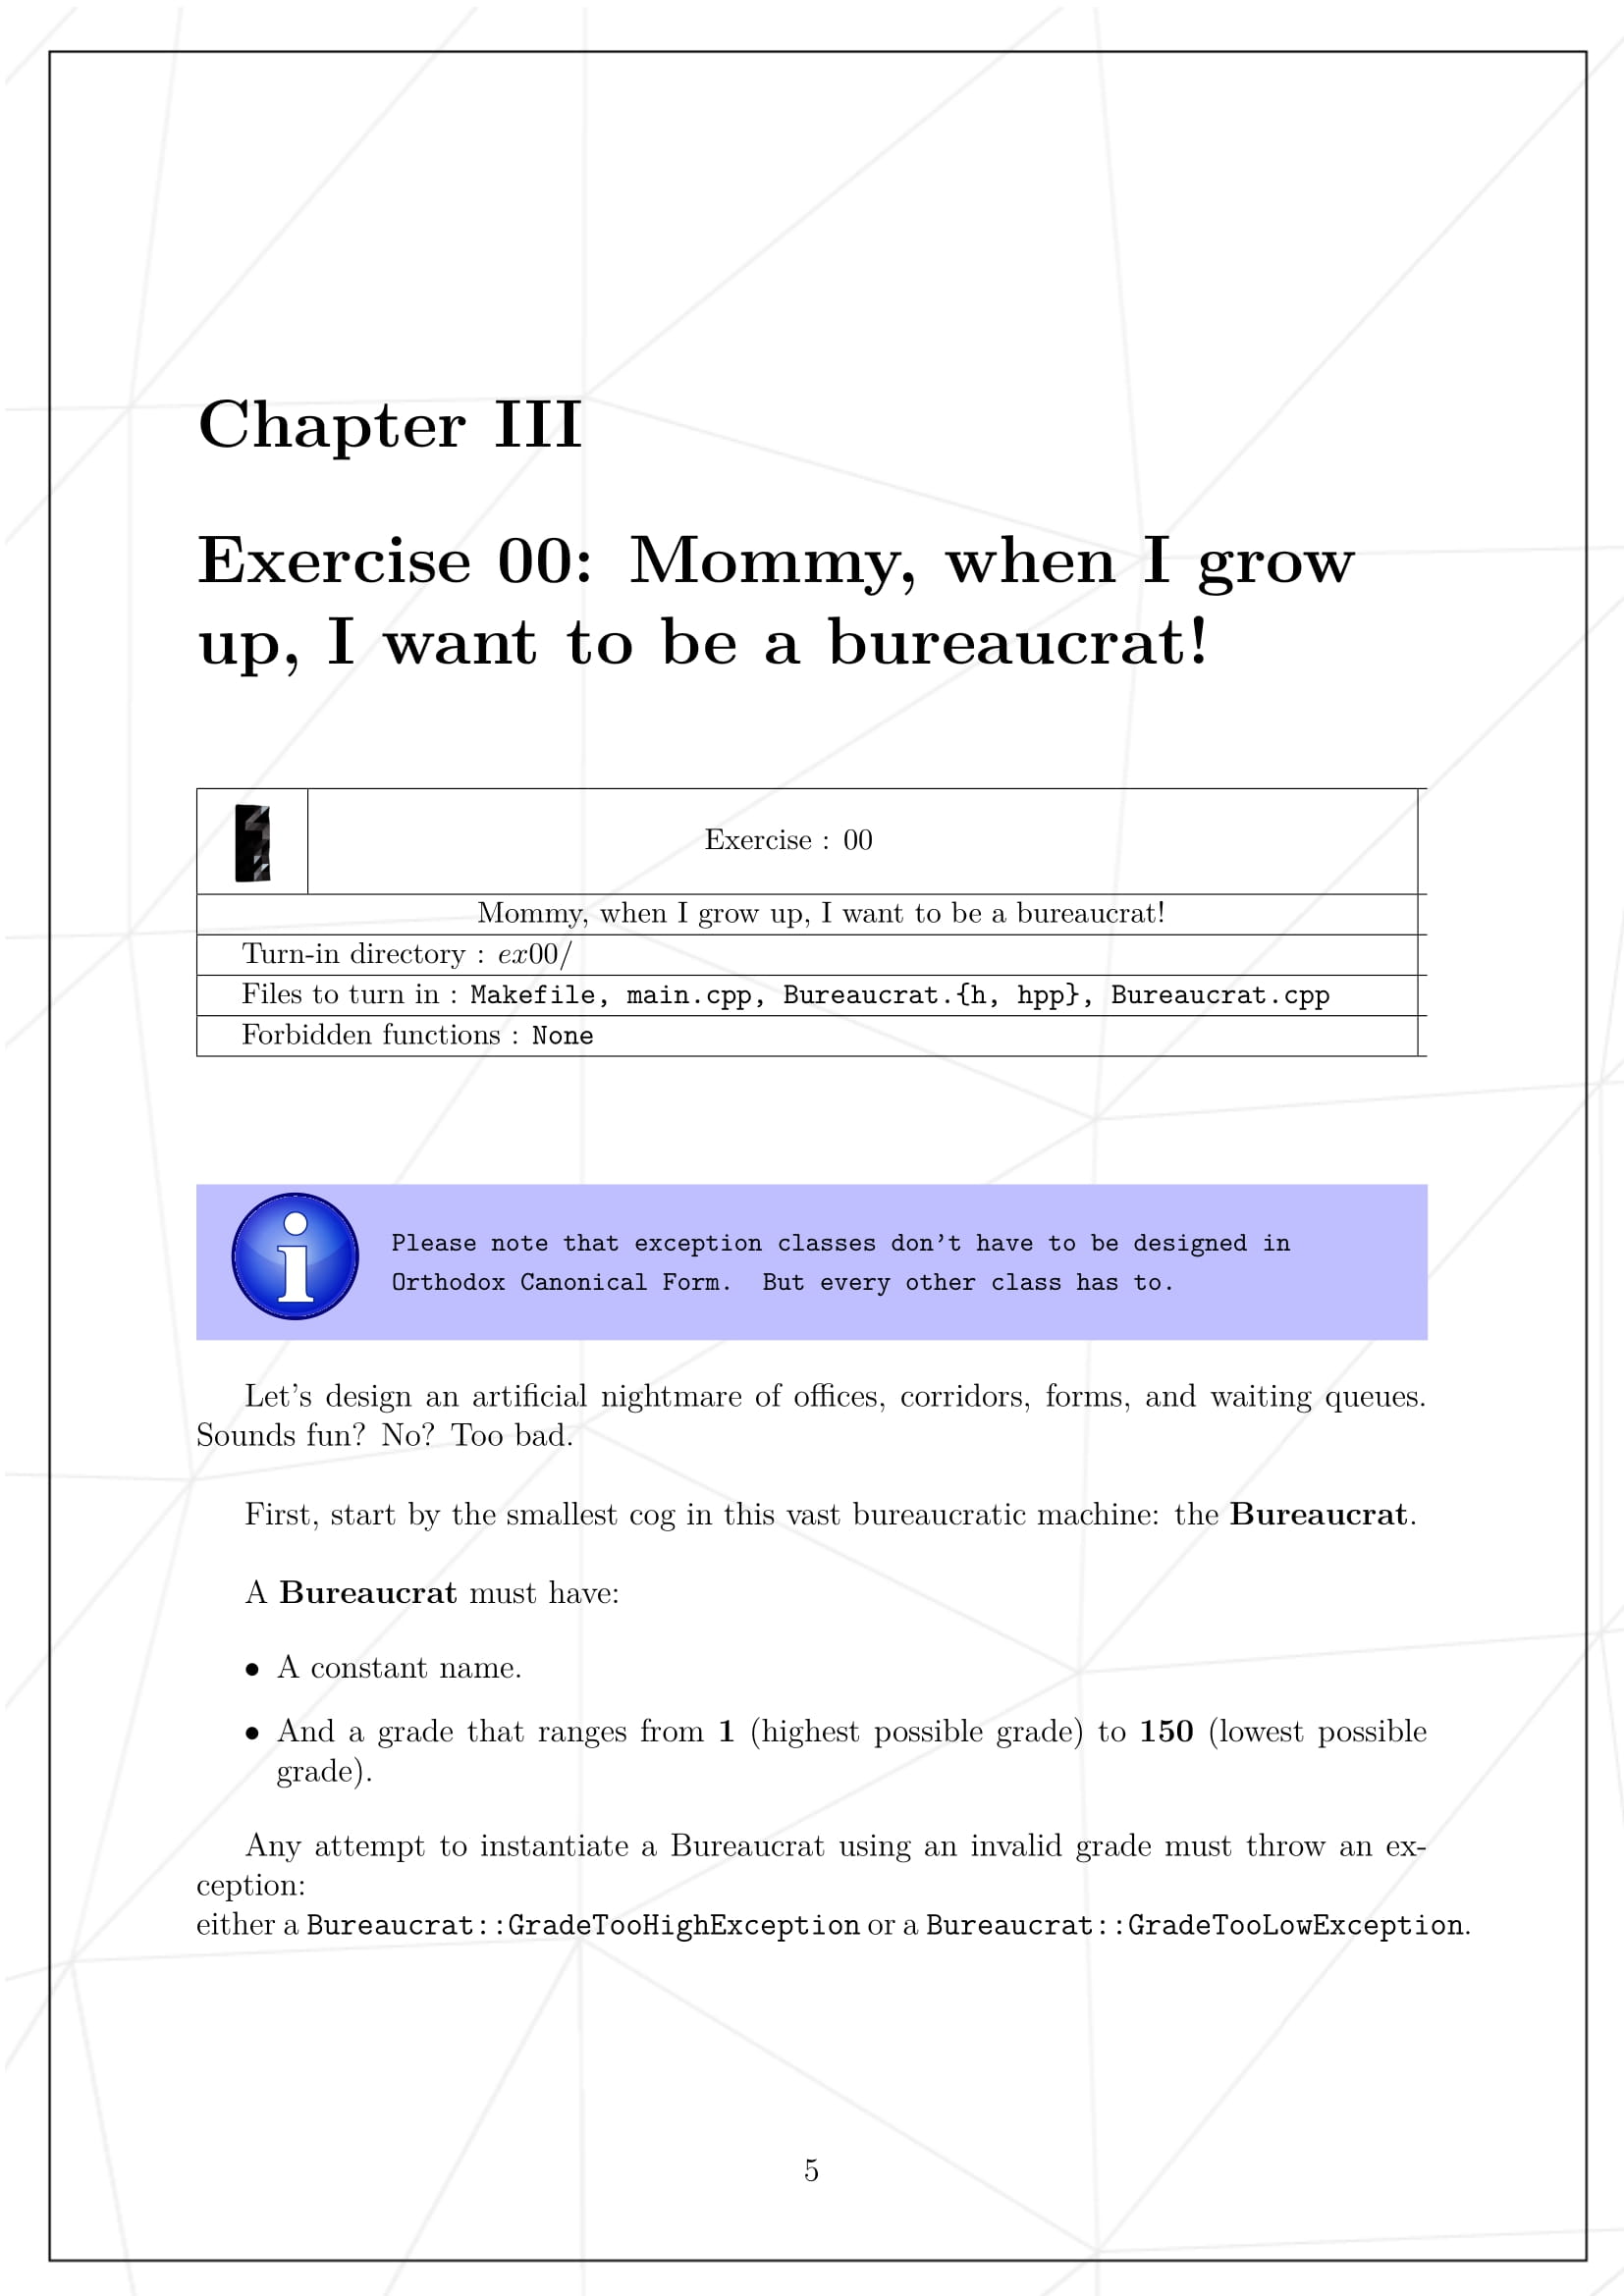 Chapter III
Exercise 00: Mommy, when I grow
up, I want to be a bureaucrat!
Exercise : 00
Mommy, when I grow up, I want to be a bureaucrat!
Turn-in directory : ex00/
Files to turn in : Makefile, main.cpp, Bureaucrat.{h, hpp}, Bureaucrat.cpp
Forbidden functions : None
Please note that exception classes don't have to be designed in
Orthodox Canonical Form. But every other class has to.
Let's design an artificial nightmare of offices, corridors, forms, and waiting queues.
Sounds fun? No? Too bad.
First, start by the smallest cog in this vast bureaucratic machine: the Bureaucrat.
A Bureaucrat must have:
• A constant name.
• And a grade that ranges from 1 (highest possible grade) to 150 (lowest possible
grade).
Any attempt to instantiate a Bureaucrat using an invalid grade must throw an ex-
ception:
either a Bureaucrat::GradeTooHighException or a Bureaucrat::GradeTooLowException.
5